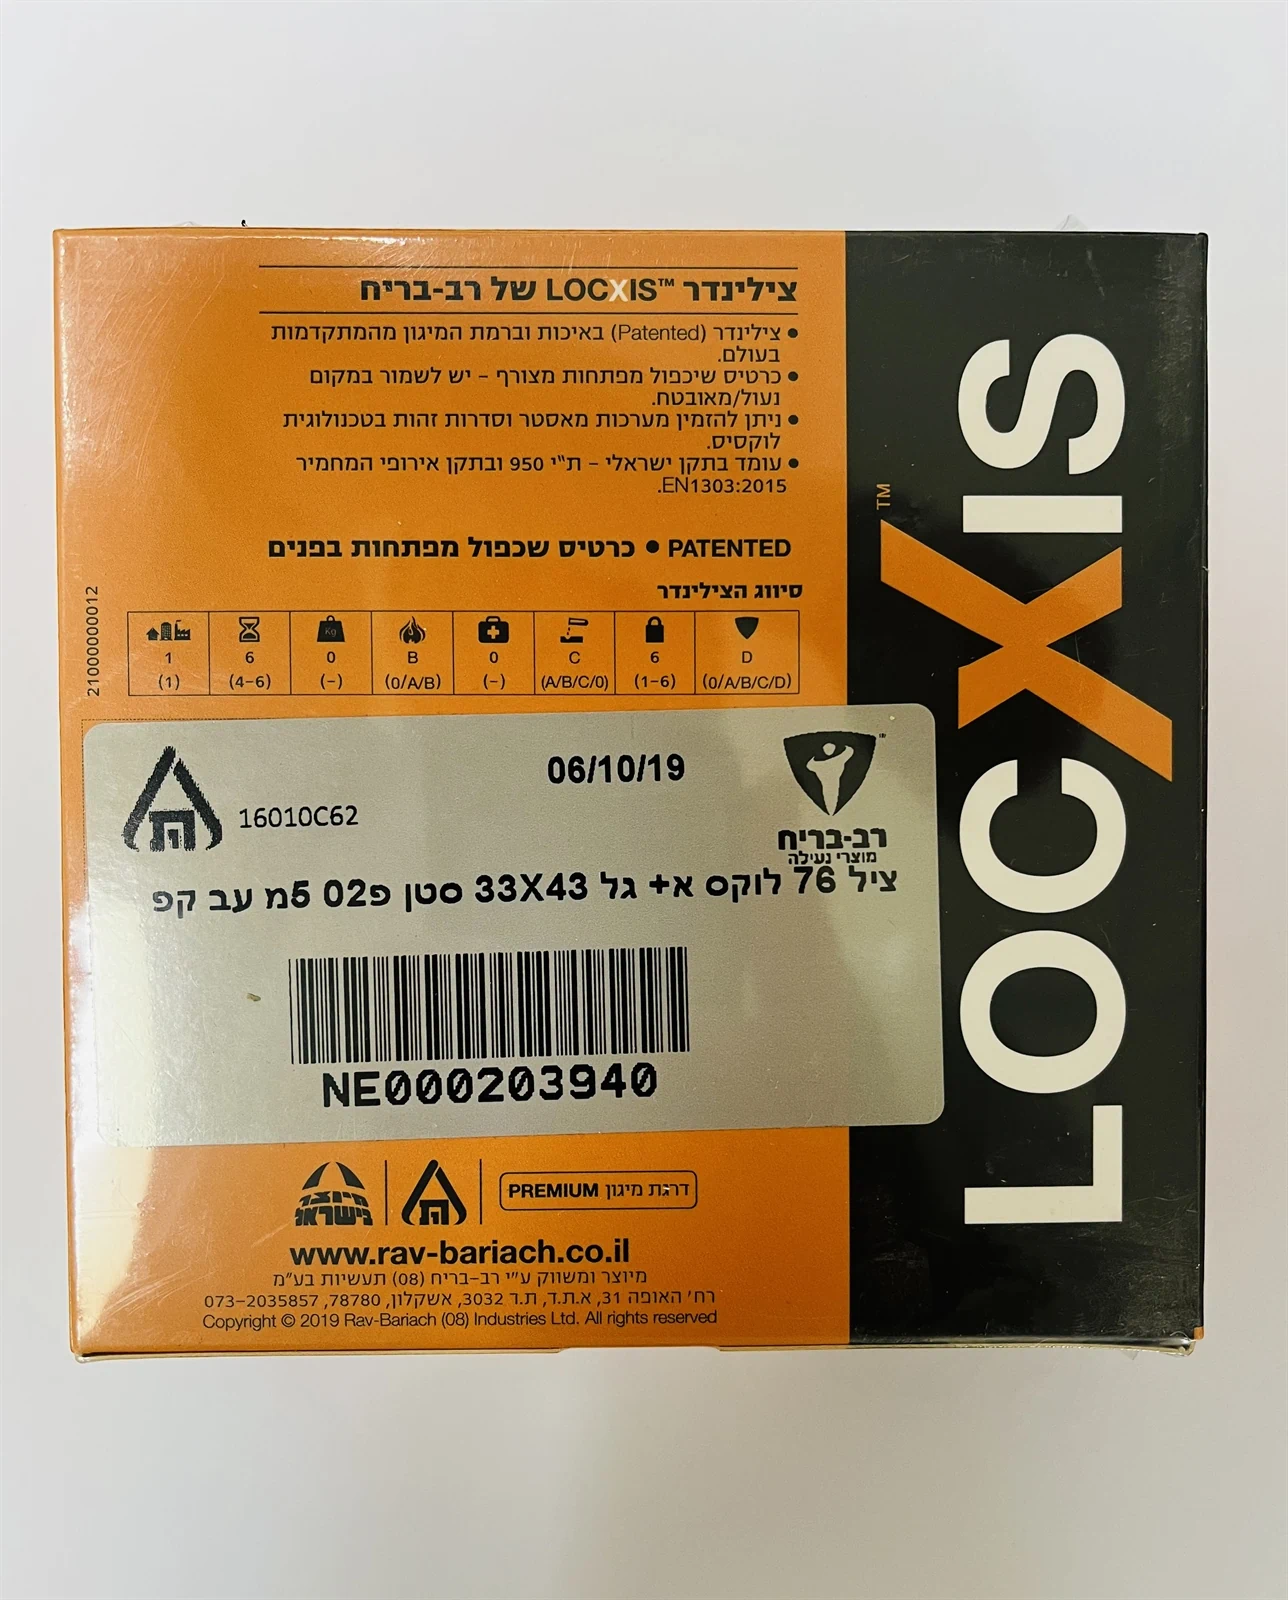 צילינדר LOCXIS™ של רב-בריח
• צילינדר (Patented) באיכות וברמת המיגון מהמתקדמות
בעולם.
• כרטיס שיכפול מפתחות מצורף - יש לשמור במקום
נעול/מאובטח.
• ניתן להזמין מערכות מאסטר וסדרות זהות בטכנולוגית
לוקסיס.
• עומד בתקן ישראלי - ת"י 950 ובתקן אירופי המחמיר
EN1303:2015.
PATENTED • כרטיס שכפול מפתחות בפנים
סיווג הצילינדר
Kg
1 6 0 B 0 C 6 D
(1) (4-6) (-) (0/A/B) (-) (A/B/C/0) (1-6) (0/A/B/C/D)
21000000012
LOCXIS™
06/10/19
16010C62
רב-בריח
מוצרי נעילה
ציל 76 לוקס א+ גל 33X43 סטן פ02 5מ עב קפ
NE000203940
דרגת מיגון PREMIUM
מיוצר
בישראל
www.rav-bariach.co.il
מיוצר ומשווק ע"י רב-בריח (08) תעשיות בע"מ
רח' האופה 31, א.ת.ד, ת.ד 3032, אשקלון, 78780, 073-2035857
Copyright © 2019 Rav-Bariach (08) Industries Ltd. All rights reserved